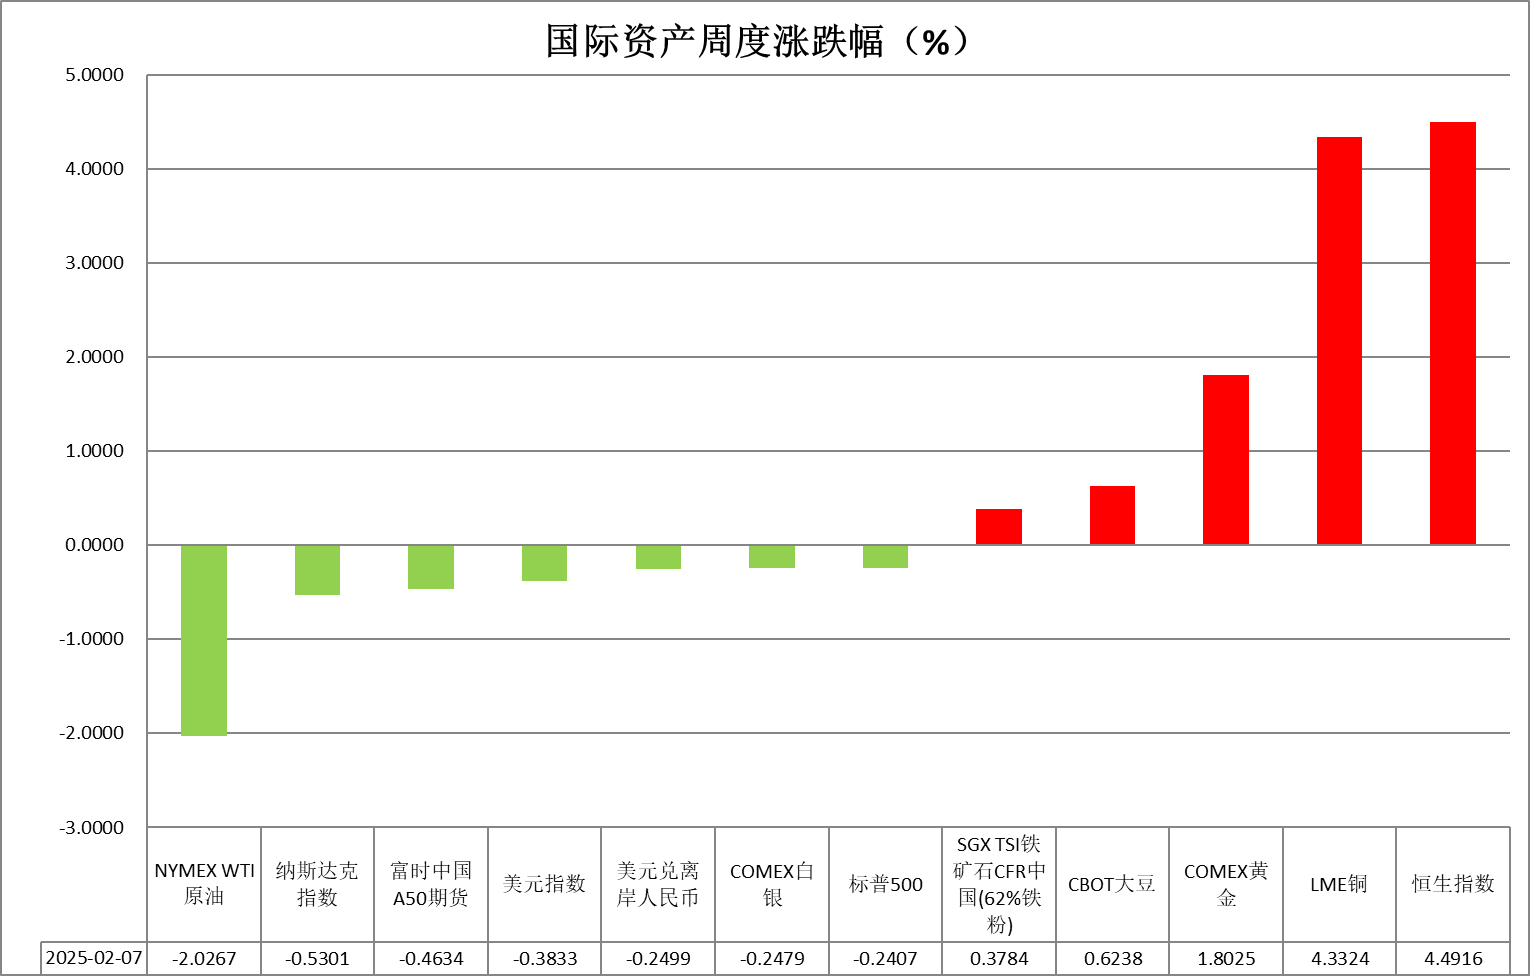 国际资产周度涨跌幅（%）
5.0000
4.0000
3.0000
2.0000
1.0000
0.0000
-1.0000
-2.0000
-3.0000
NYMEX WTI
原油
纳斯达克
指数
富时中国
A50期货
美元指数
美元兑离
岸人民币
COMEX白
银
标普500
SGX TSI铁
矿石CFR中
国(62%铁
粉)
CBOT大豆
COMEX黄
金
LME铜
恒生指数
2025-02-07 -2.0267 -0.5301 -0.4634 -0.3833 -0.2499 -0.2479 -0.2407 0.3784 0.6238 1.8025 4.3324 4.4916